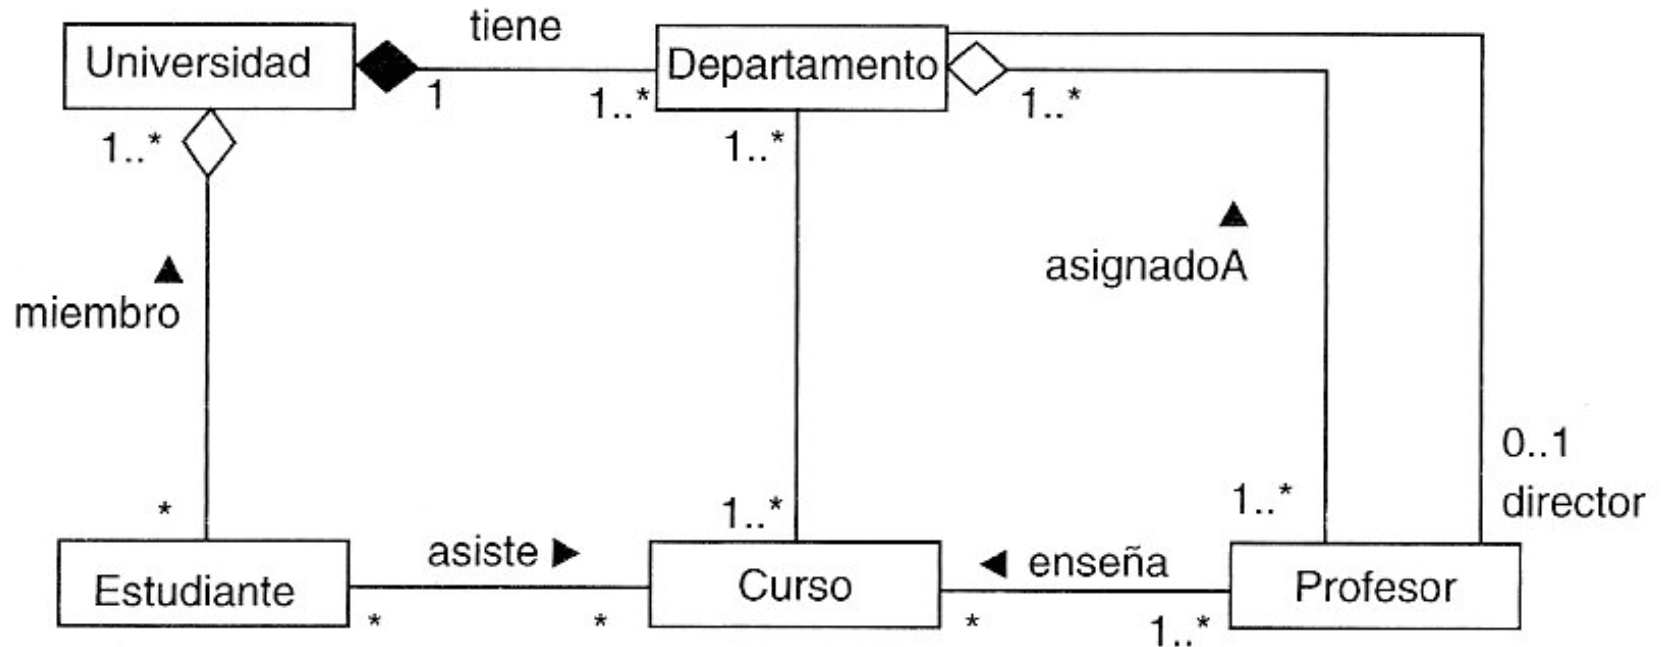 tiene
Universidad
Departamento
1
1..*
1..*
1..*
1..*
asignadoA
miembro
0..1
*
1..*
1..*
director
asiste
enseña
Estudiante
Curso
Profesor
*
*
*
1..*